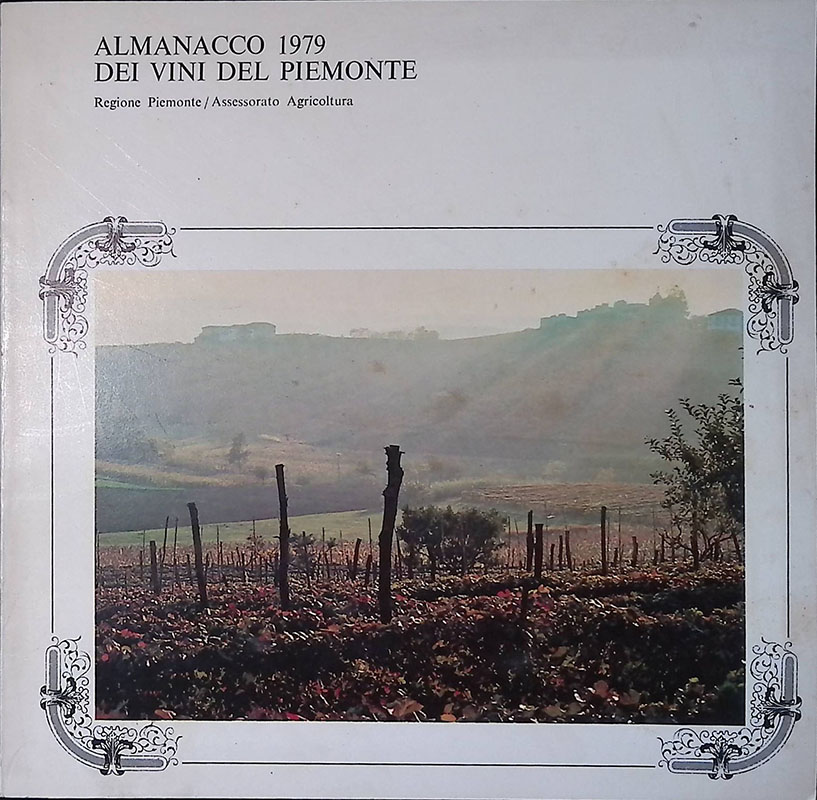 ALMANACCO 1979
DEI VINI DEL PIEMONTE
Regione Piemonte / Assessorato Agricoltura